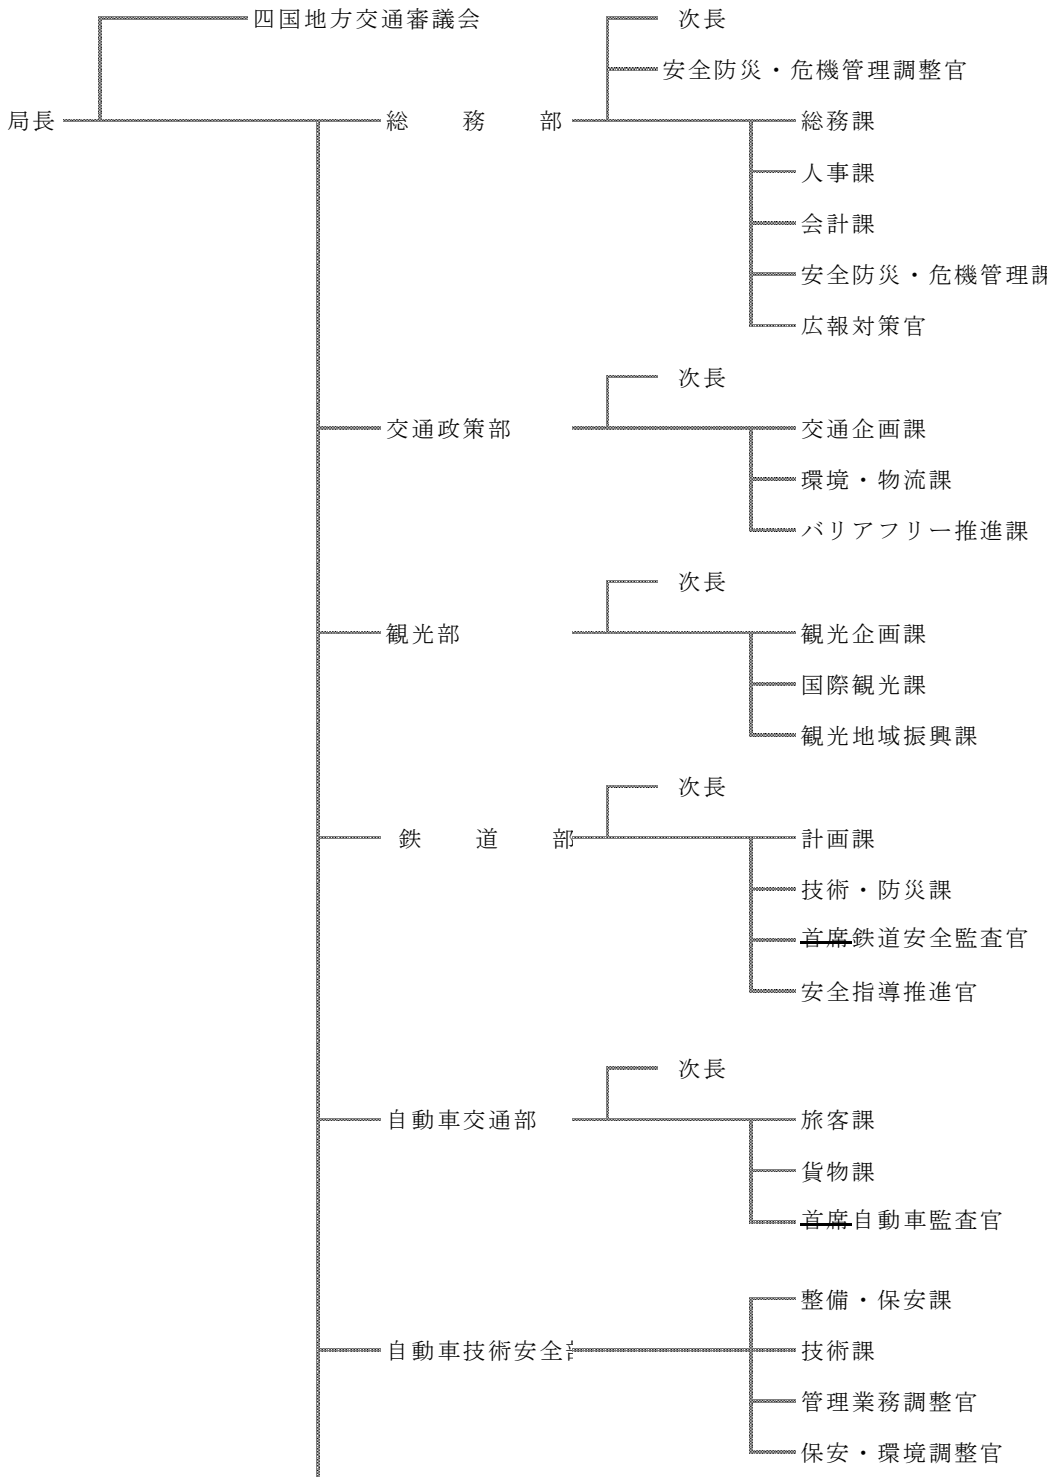 四国地方交通審議会 次長
安全防災・危機管理調整官
局長 総務部 総務課
人事課
会計課
安全防災・危機管理課
広報対策官
次長
交通政策部 交通企画課
環境・物流課
バリアフリー推進課
次長
観光部 観光企画課
国際観光課
観光地域振興課
次長
鉄道部 計画課
技術・防災課
首席鉄道安全監査官
安全指導推進官
次長
自動車交通部 旅客課
貨物課
首席自動車監査官
整備・保安課
自動車技術安全部 技術課
管理業務調整官
保安・環境調整官